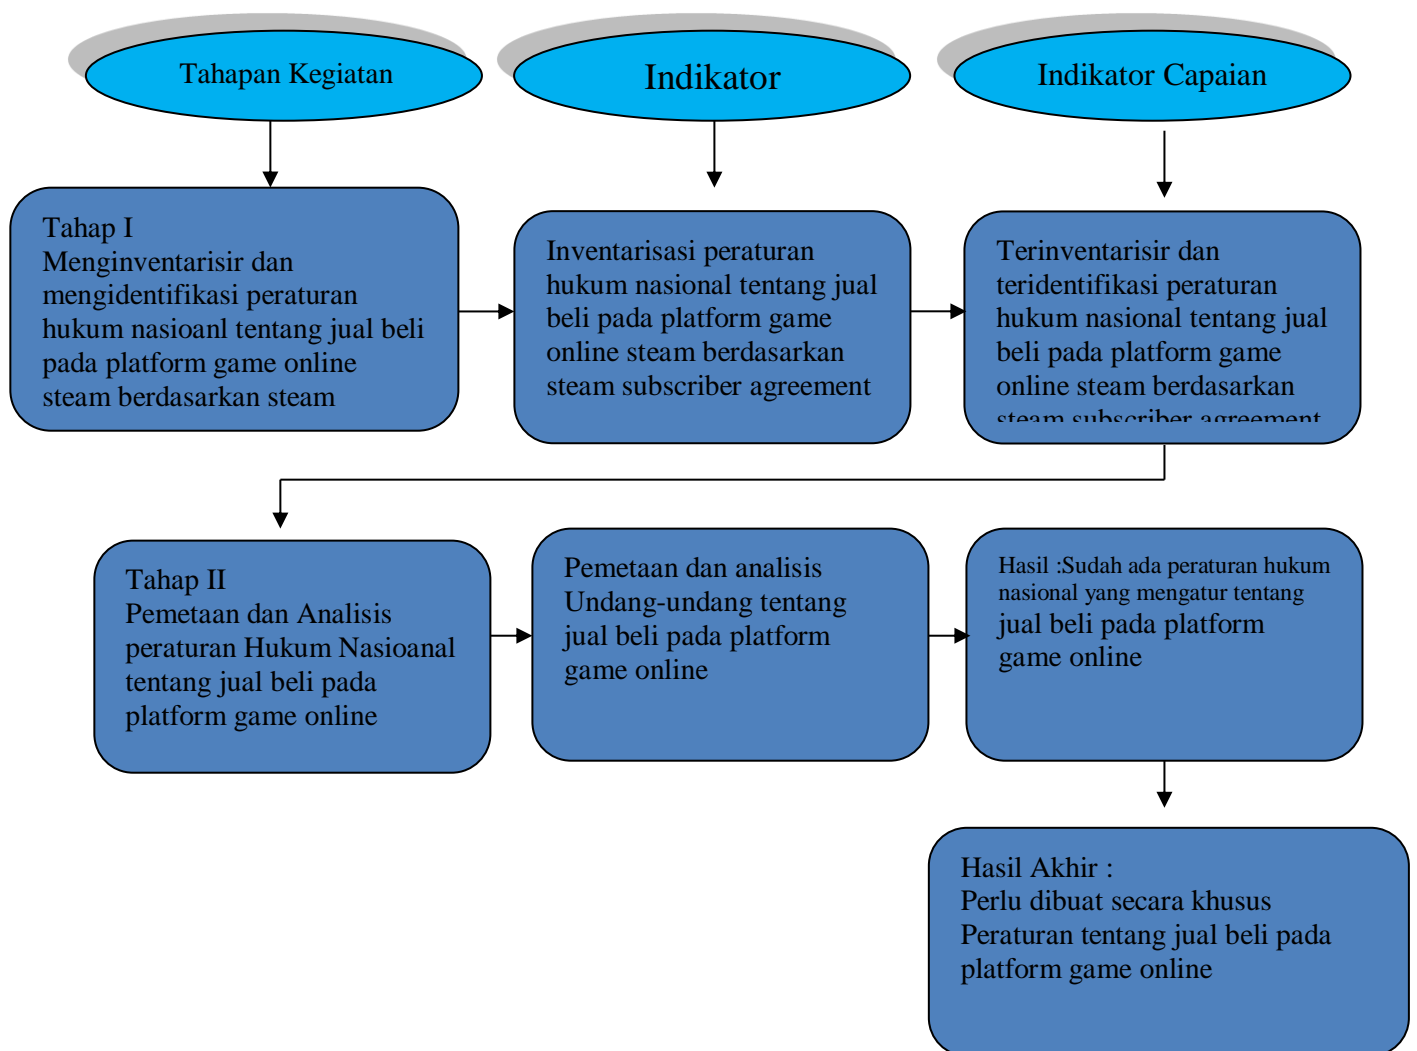 Tahapan Kegiatan
Indikator
Indikator Capaian
Tahap I
Menginventarisir dan
mengidentifikasi peraturan
hukum nasioanl tentang jual beli
pada platform game online
steam berdasarkan steam
Inventarisasi peraturan
hukum nasional tentang jual
beli pada platform game
online steam berdasarkan
steam subscriber agreement
Terinventarisir dan
teridentifikasi peraturan
hukum nasional tentang jual
beli pada platform game
online steam berdasarkan
steam subscriber agreement
Tahap II
Pemetaan dan Analisis
peraturan Hukum Nasioanal
tentang jual beli pada
platform game online
Pemetaan dan analisis
Undang-undang tentang
jual beli pada platform
game online
Hasil :Sudah ada peraturan hukum
nasional yang mengatur tentang
jual beli pada platform
game online
Hasil Akhir :
Perlu dibuat secara khusus
Peraturan tentang jual beli pada
platform game online